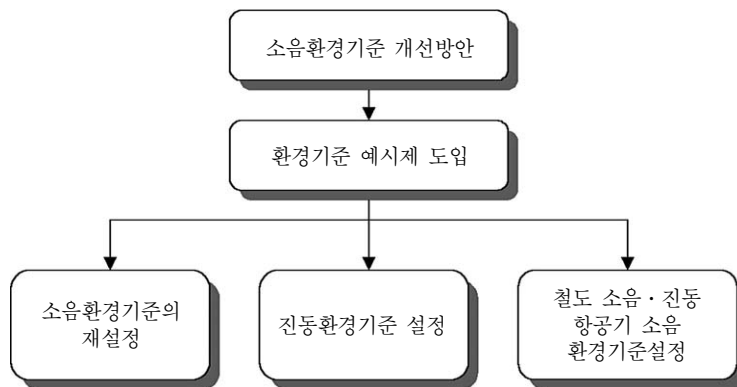 소음환경기준 개선방안
환경기준 예시제 도입
소음환경기준의
재설정
진동환경기준 설정
철도 소음·진동
항공기 소음
환경기준설정